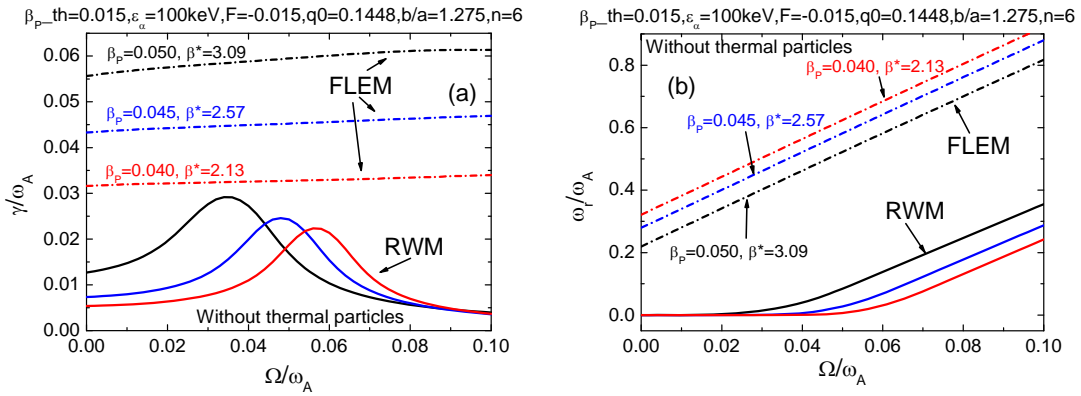 β_P_th=0.015,ε_α=100keV,F=-0.015,q0=0.1448,b/a=1.275,n=6
0.06
0.05
0.04
0.03
0.02
0.01
0.00
γ/ω_A
β_P=0.050, β*=3.09
(a)
FLEM
β_P=0.045, β*=2.57
β_P=0.040, β*=2.13
RWM
Without thermal particles
0.00 0.02 0.04 0.06 0.08 0.10
Ω/ω_A
β_P_th=0.015,ε_α=100keV,F=-0.015,q0=0.1448,b/a=1.275,n=6
0.8
0.6
0.4
0.2
0.0
ω_r/ω_A
Without thermal particles
β_P=0.040, β*=2.13
(b)
β_P=0.045, β*=2.57
FLEM
RWM
β_P=0.050, β*=3.09
0.00 0.02 0.04 0.06 0.08 0.10
Ω/ω_A